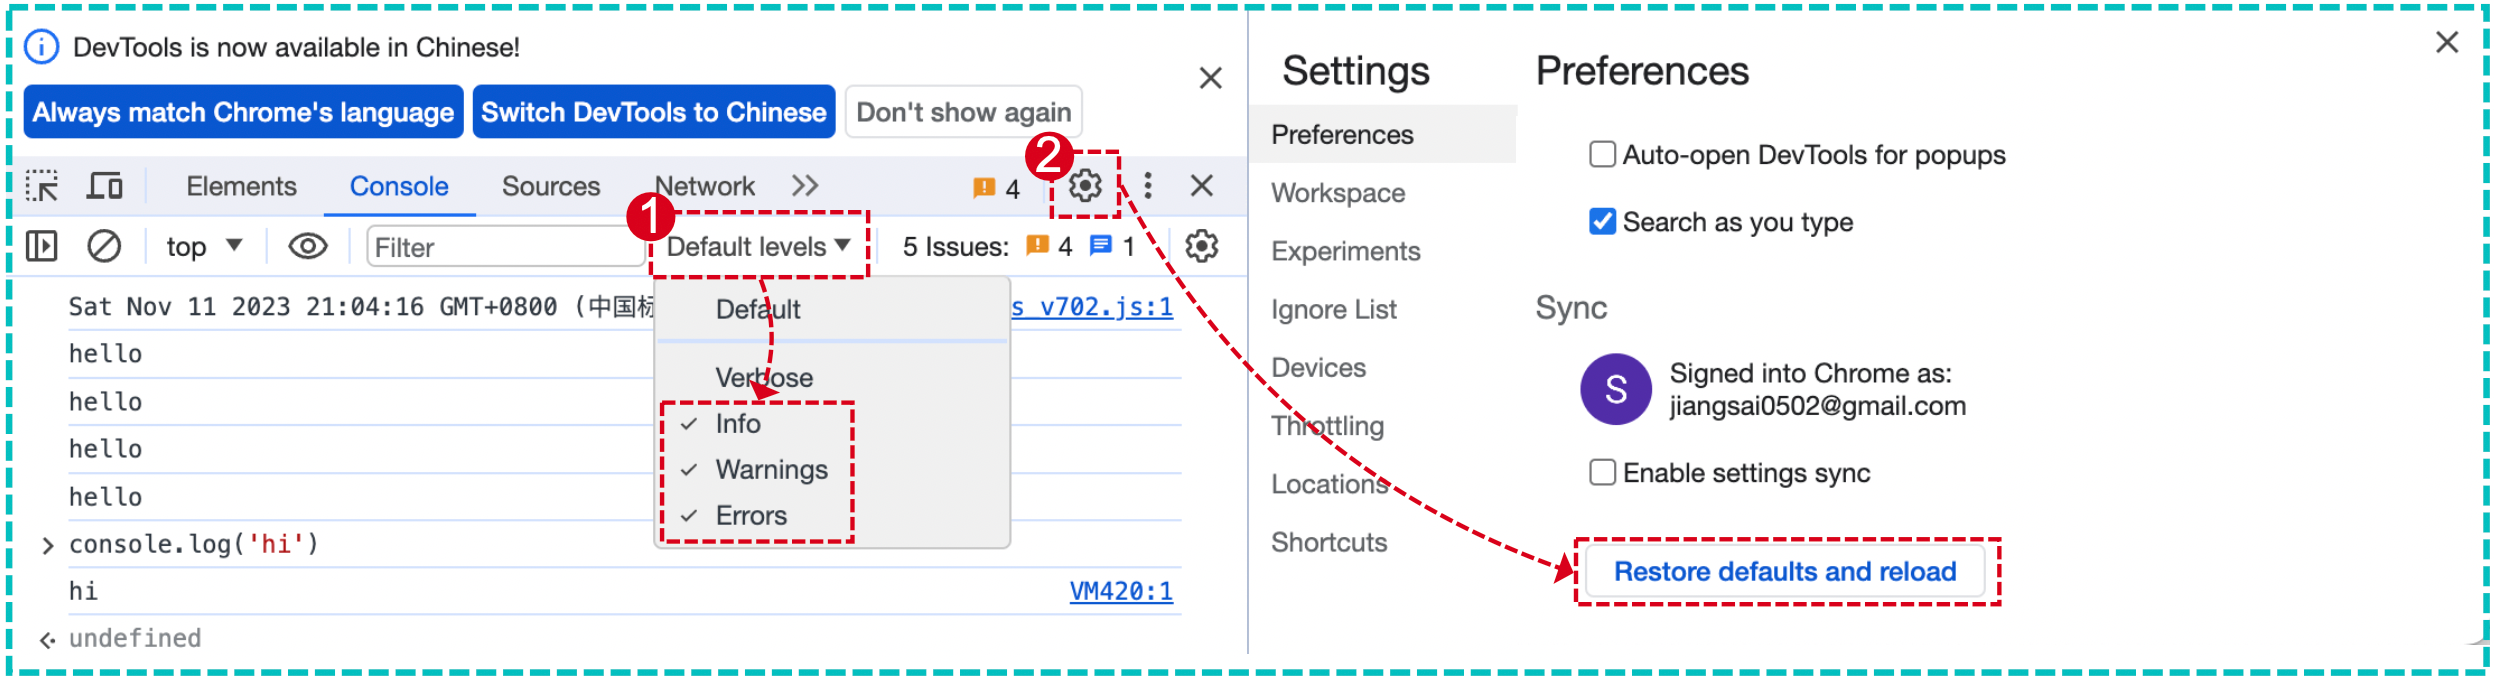 DevTools is now available in Chinese!
Always match Chrome's language
Switch DevTools to Chinese
Don't show again
Elements
Console
Sources
Network
4
2
1
top
Filter
Default levels
5 Issues:
4
1
Sat Nov 11 2023 21:04:16 GMT+0800 (中国标
s_v702.js:1
hello
hello
hello
hello
console.log('hi')
hi
VM420:1
undefined
Default
Verbose
Info
Warnings
Errors
Settings
Preferences
Workspace
Experiments
Ignore List
Devices
Throttling
Locations
Shortcuts
Preferences
Auto-open DevTools for popups
Search as you type
Sync
S
Signed into Chrome as:
jiangsai0502@gmail.com
Enable settings sync
Restore defaults and reload